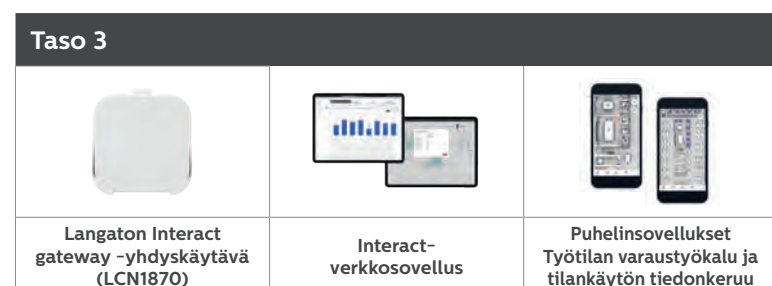 Taso 3
Langaton Interact
gateway -yhdyskäytävä
(LCN1870)
Interact-
verkkosovellus
Puhelinsovellukset
Työtilan varaustyökalu ja
tilankäytön tiedonkeruu